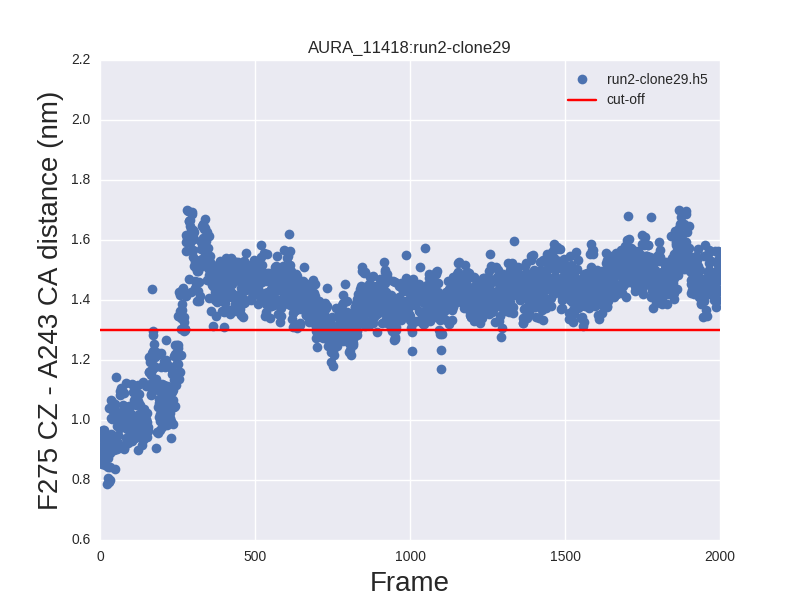 AURA_11418:run2-clone29
run2-clone29.h5
cut-off
F275 CZ - A243 CA distance (nm)
2.2
2.0
1.8
1.6
1.4
1.2
1.0
0.8
0.6
0
500
1000
1500
2000
Frame